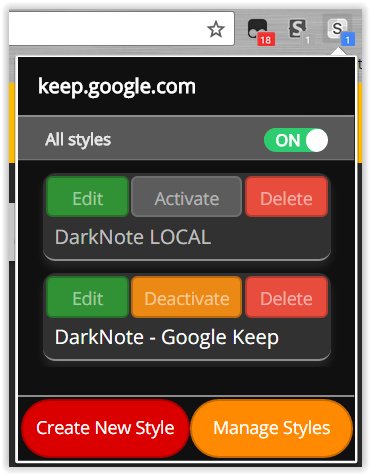 18
S 1
S 1
keep.google.com
All styles ON
Edit Activate Delete
DarkNote LOCAL
Edit Deactivate Delete
DarkNote - Google Keep
Create New Style Manage Styles